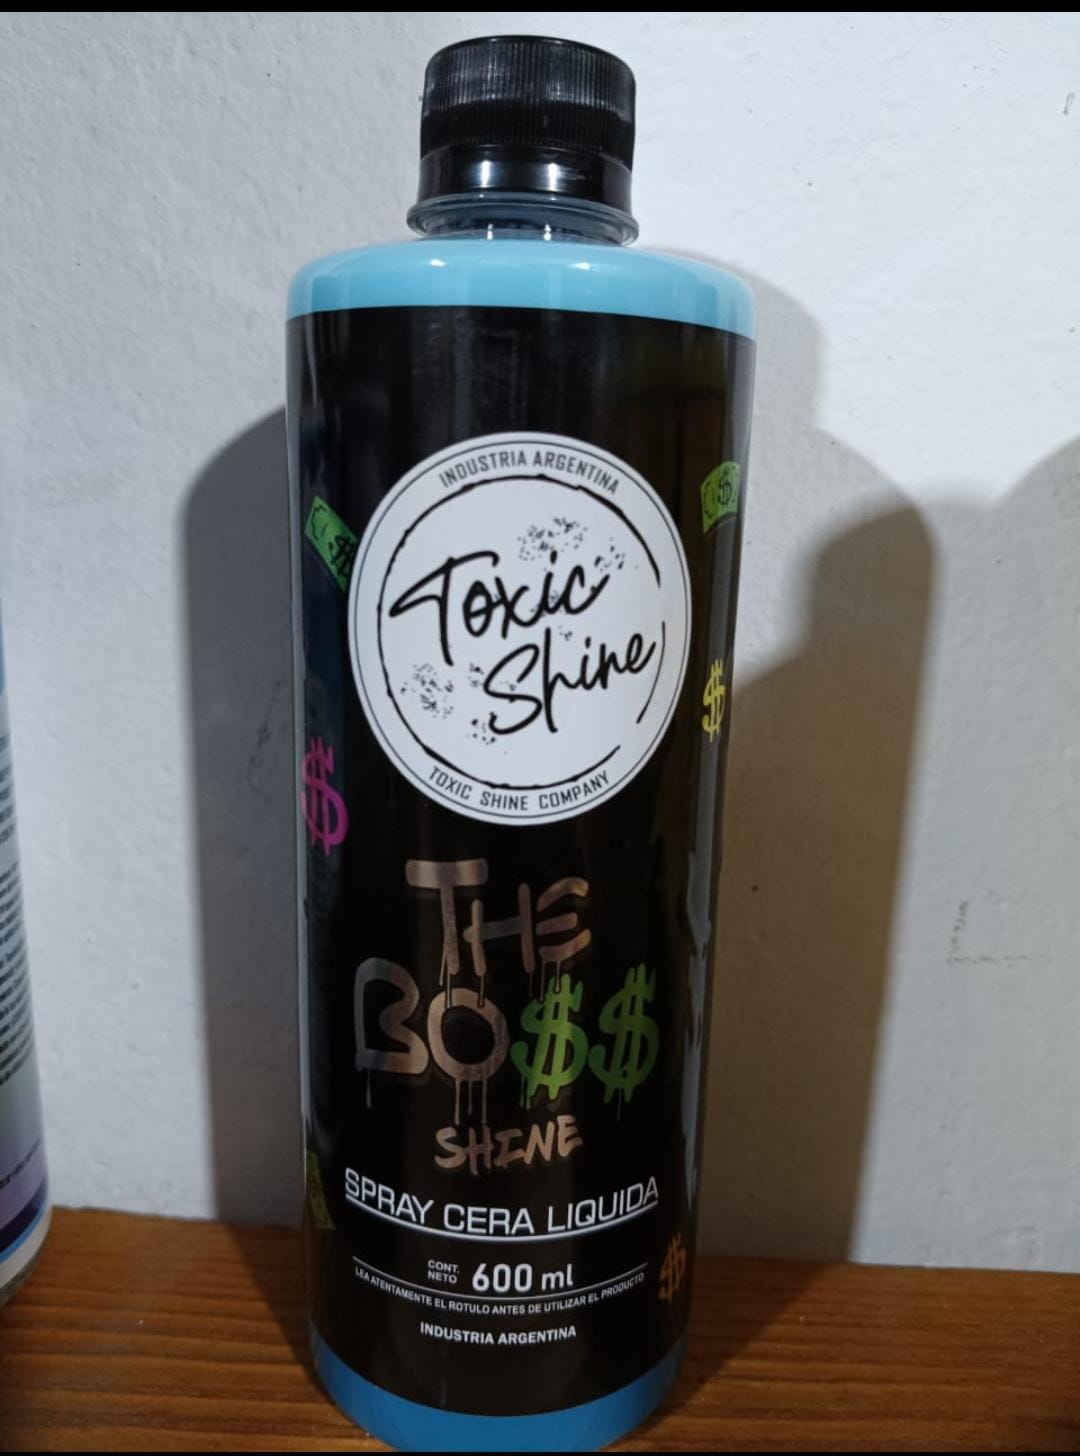 INDUSTRIA ARGENTINA
Toxic
Shine
TOXIC SHINE COMPANY
THE
BO$$
SHINE
SPRAY CERA LIQUIDA
CONT. NETO 600 ml
LEA ATENTAMENTE EL ROTULO ANTES DE UTILIZAR EL PRODUCTO
INDUSTRIA ARGENTINA